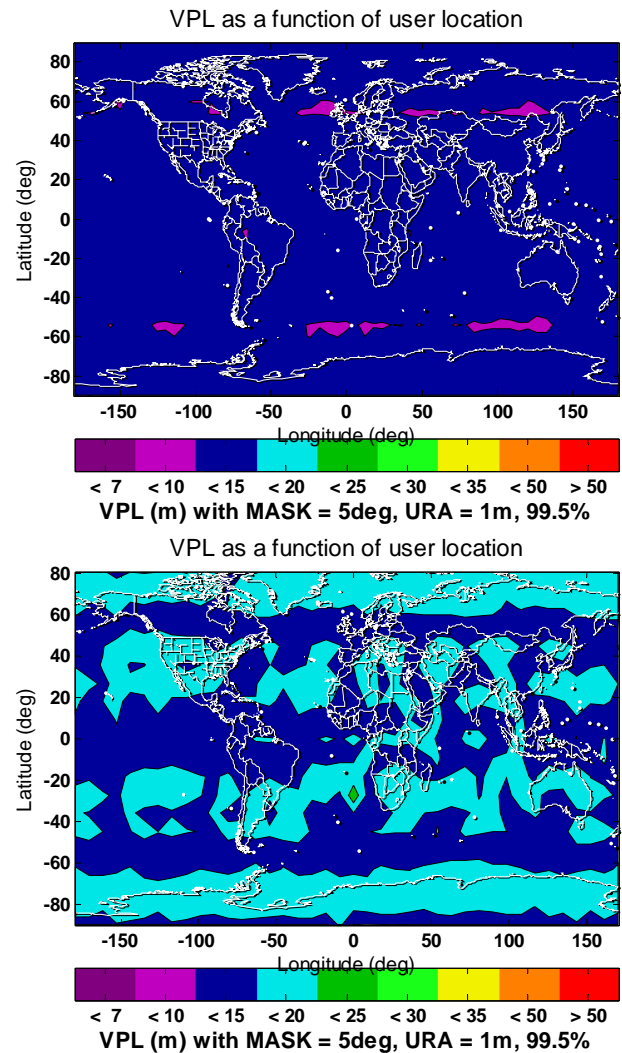 VPL as a function of user location
80
60
40
20
0
-20
-40
-60
-80
Latitude (deg)
-150 -100 -50 0 50 100 150
Longitude (deg)
< 7 < 10 < 15 < 20 < 25 < 30 < 35 < 50 > 50
VPL (m) with MASK = 5deg, URA = 1m, 99.5%
VPL as a function of user location
80
60
40
20
0
-20
-40
-60
-80
Latitude (deg)
-150 -100 -50 0 50 100 150
Longitude (deg)
< 7 < 10 < 15 < 20 < 25 < 30 < 35 < 50 > 50
VPL (m) with MASK = 5deg, URA = 1m, 99.5%